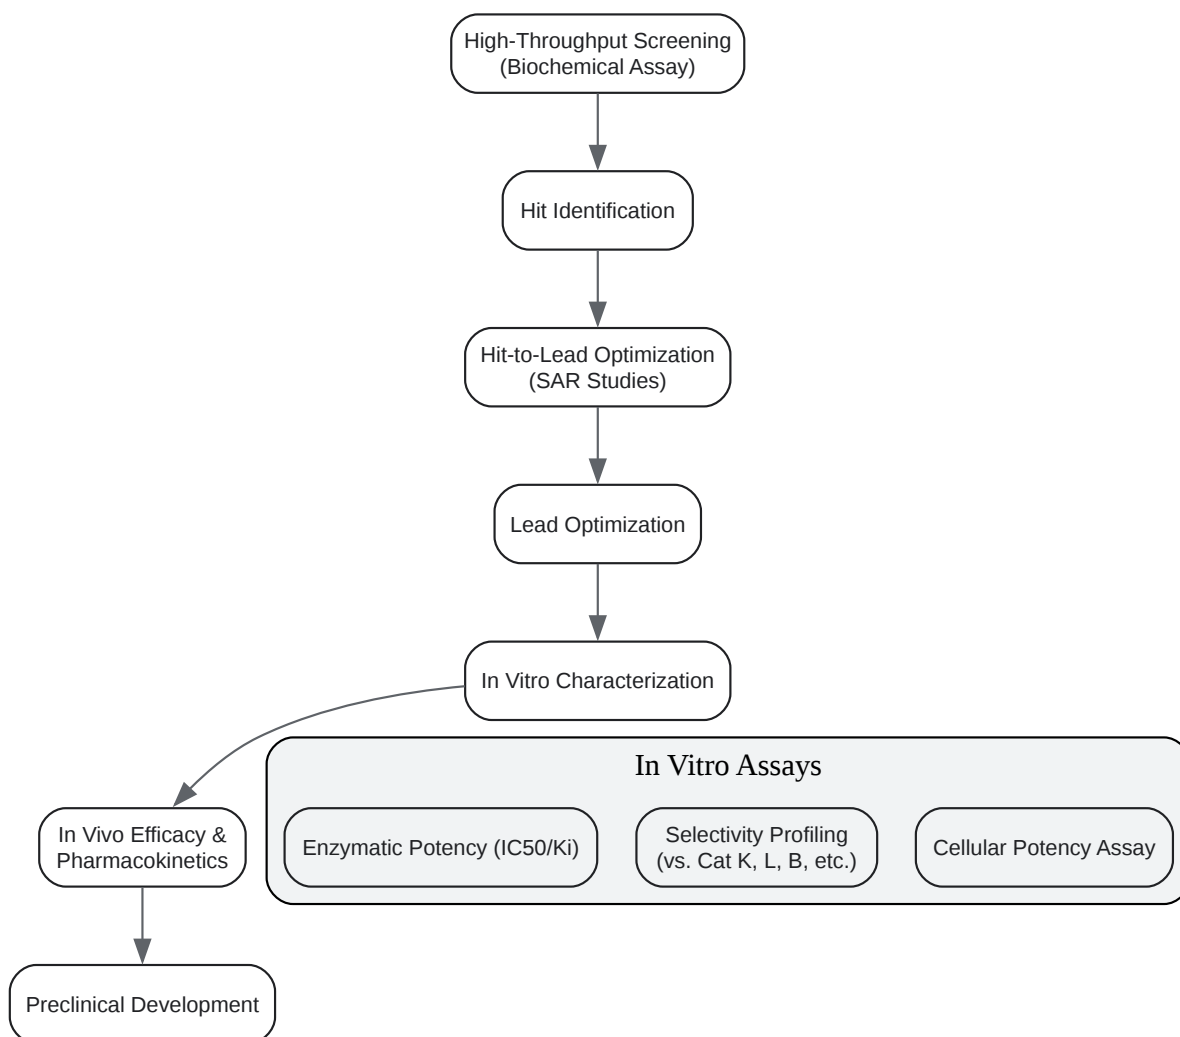 High-Throughput Screening
(Biochemical Assay)
Hit Identification
Hit-to-Lead Optimization
(SAR Studies)
Lead Optimization
In Vitro Characterization
In Vitro Assays
In Vivo Efficacy &
Pharmacokinetics
Enzymatic Potency (IC50/Ki)
Selectivity Profiling
(vs. Cat K, L, B, etc.)
Cellular Potency Assay
Preclinical Development